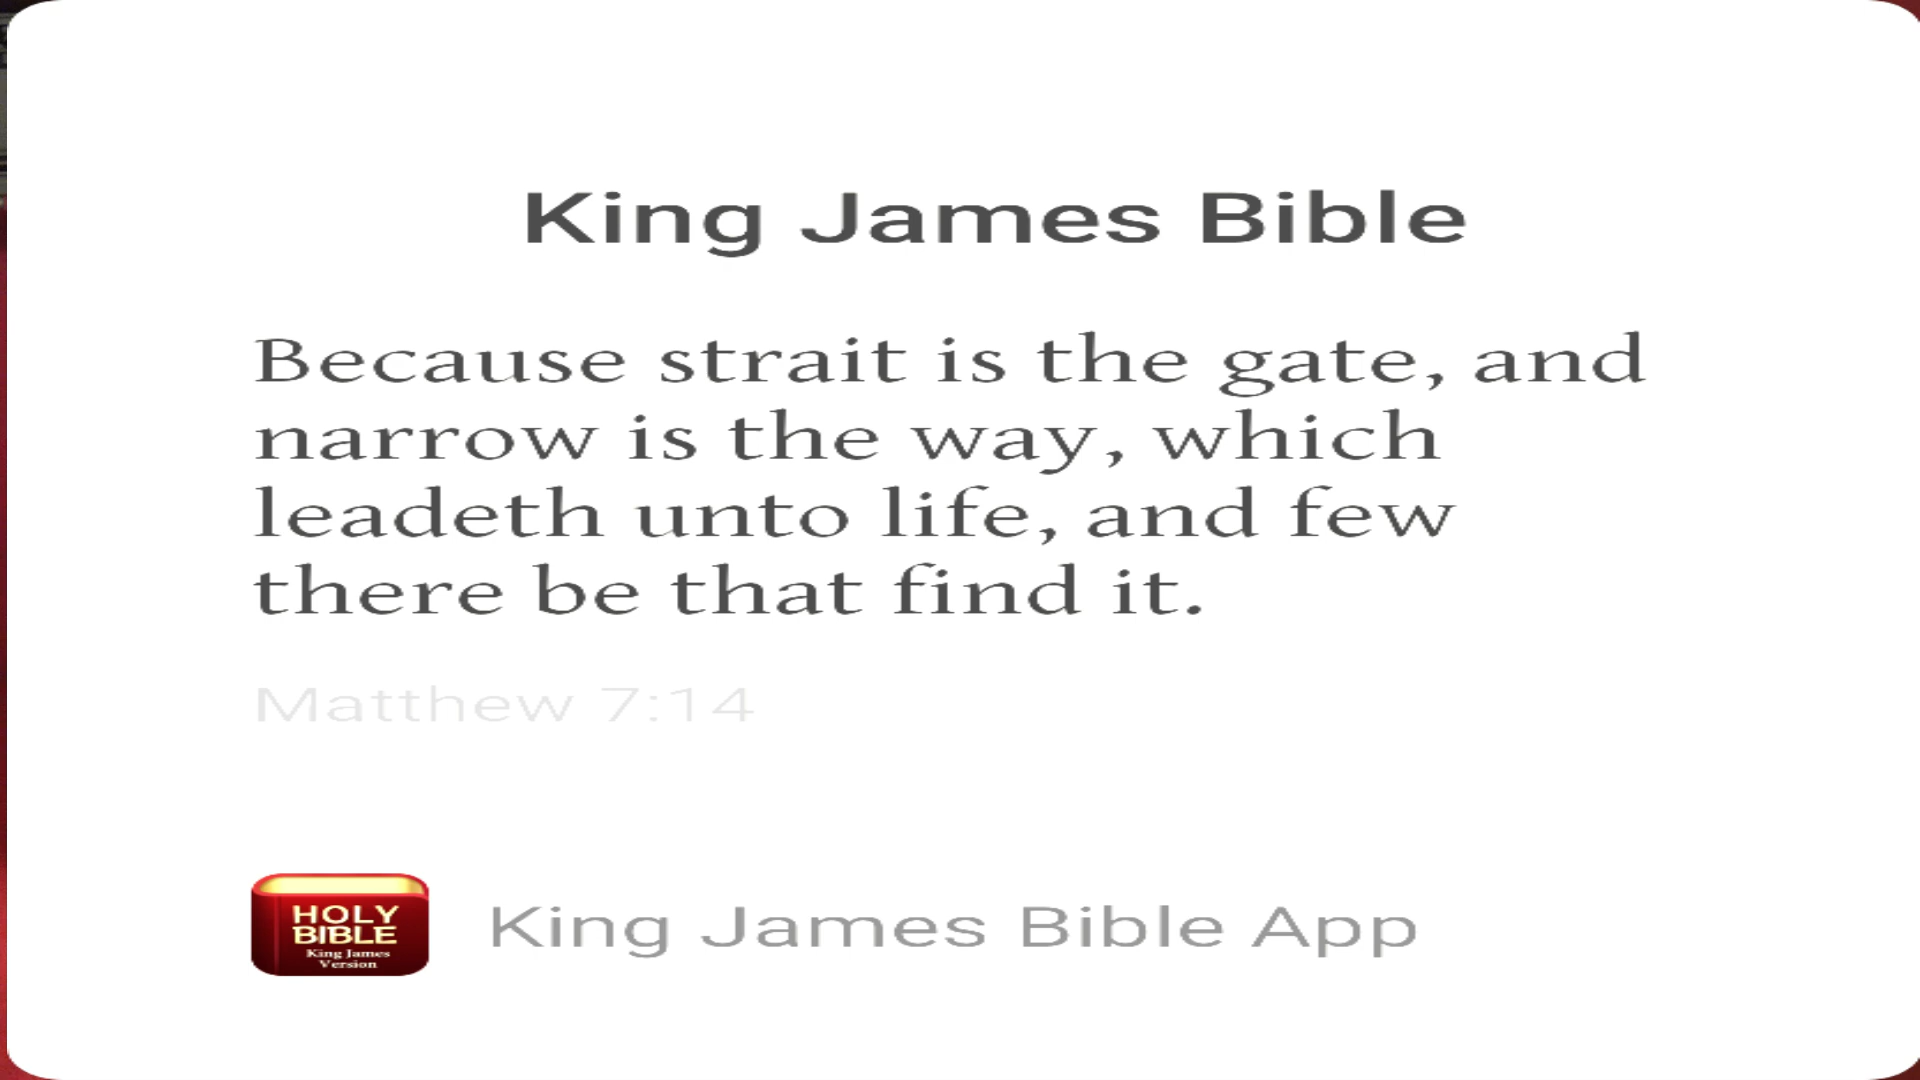 King James Bible
Because strait is the gate, and
narrow is the way, which
leadeth unto life, and few
there be that find it.
Matthew 7:14
HOLY
BIBLE
King James
Version
King James Bible App